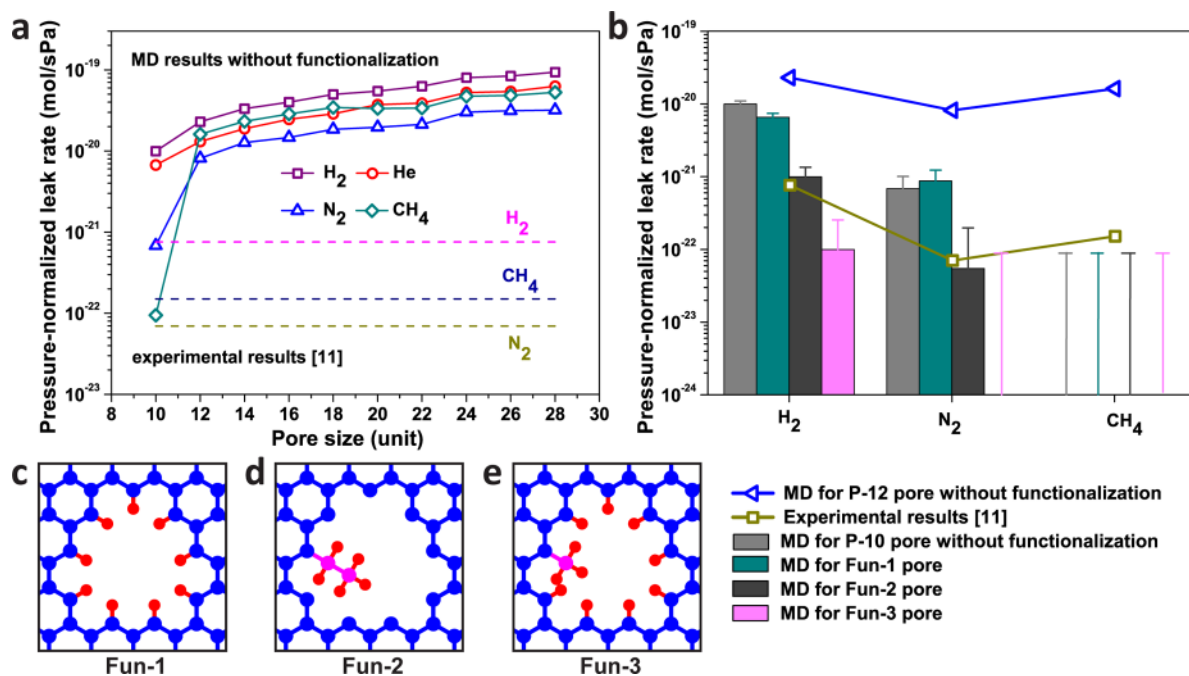 a
Pressure-normalized leak rate (mol/sPa)
10⁻¹⁹
10⁻²⁰
10⁻²¹
10⁻²²
10⁻²³
MD results without functionalization
H₂
He
N₂
CH₄
H₂
CH₄
N₂
experimental results [11]
8 10 12 14 16 18 20 22 24 26 28 30
Pore size (unit)
b
Pressure-normalized leak rate (mol/sPa)
10⁻¹⁹
10⁻²⁰
10⁻²¹
10⁻²²
10⁻²³
10⁻²⁴
H₂ N₂ CH₄
c
Fun-1
d
Fun-2
e
Fun-3
MD for P-12 pore without functionalization
Experimental results [11]
MD for P-10 pore without functionalization
MD for Fun-1 pore
MD for Fun-2 pore
MD for Fun-3 pore